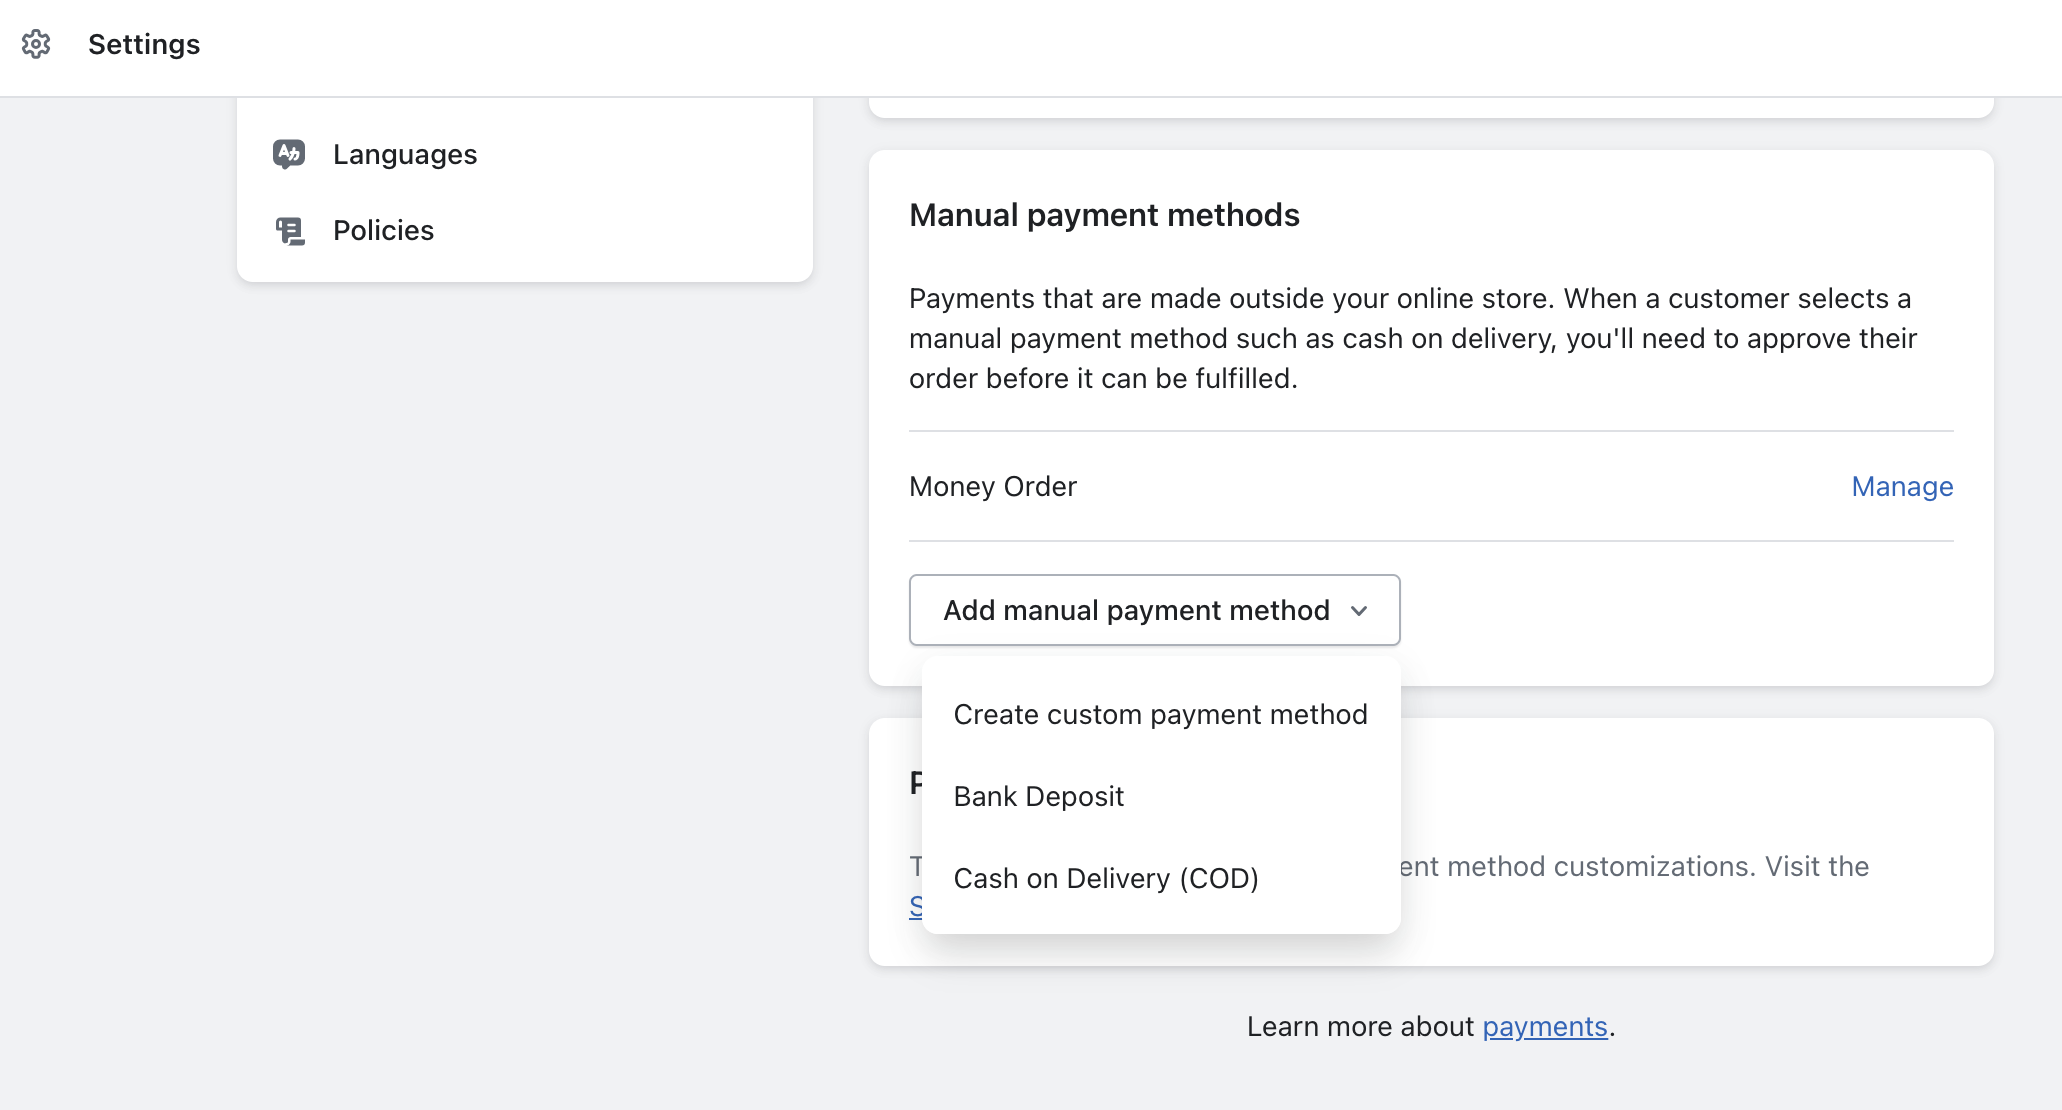 Settings
Languages
Policies
Manual payment methods
Payments that are made outside your online store. When a customer selects a
manual payment method such as cash on delivery, you'll need to approve their
order before it can be fulfilled.
Money Order
Manage
Add manual payment method
Create custom payment method
Bank Deposit
Cash on Delivery (COD)
method customizations. Visit the
Learn more about payments.